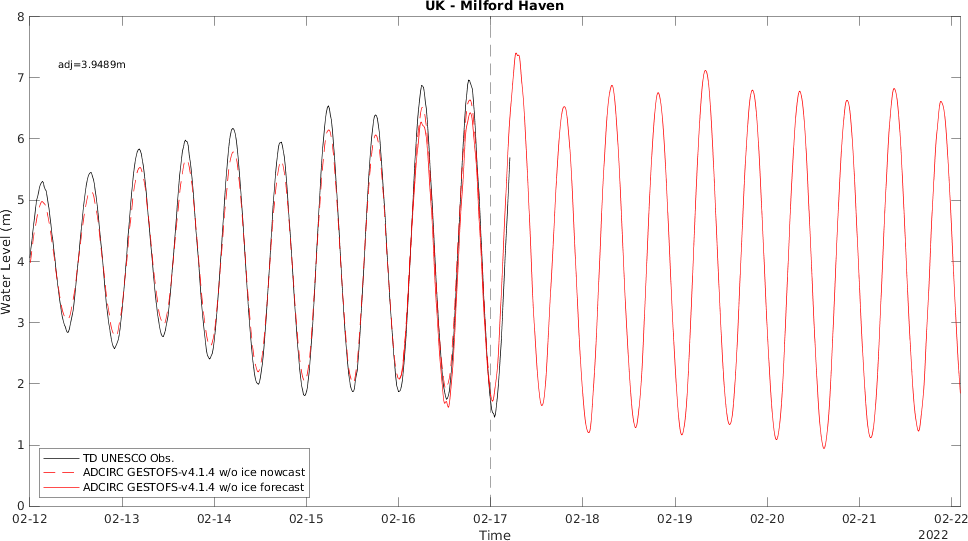 UK - Milford Haven
8
adj=3.9489m
7
6
5
4
3
2
1
0
Water Level (m)
TD UNESCO Obs.
ADCIRC GESTOFS-v4.1.4 w/o ice nowcast
ADCIRC GESTOFS-v4.1.4 w/o ice forecast
02-12 02-13 02-14 02-15 02-16 02-17 02-18 02-19 02-20 02-21 02-22
Time
2022